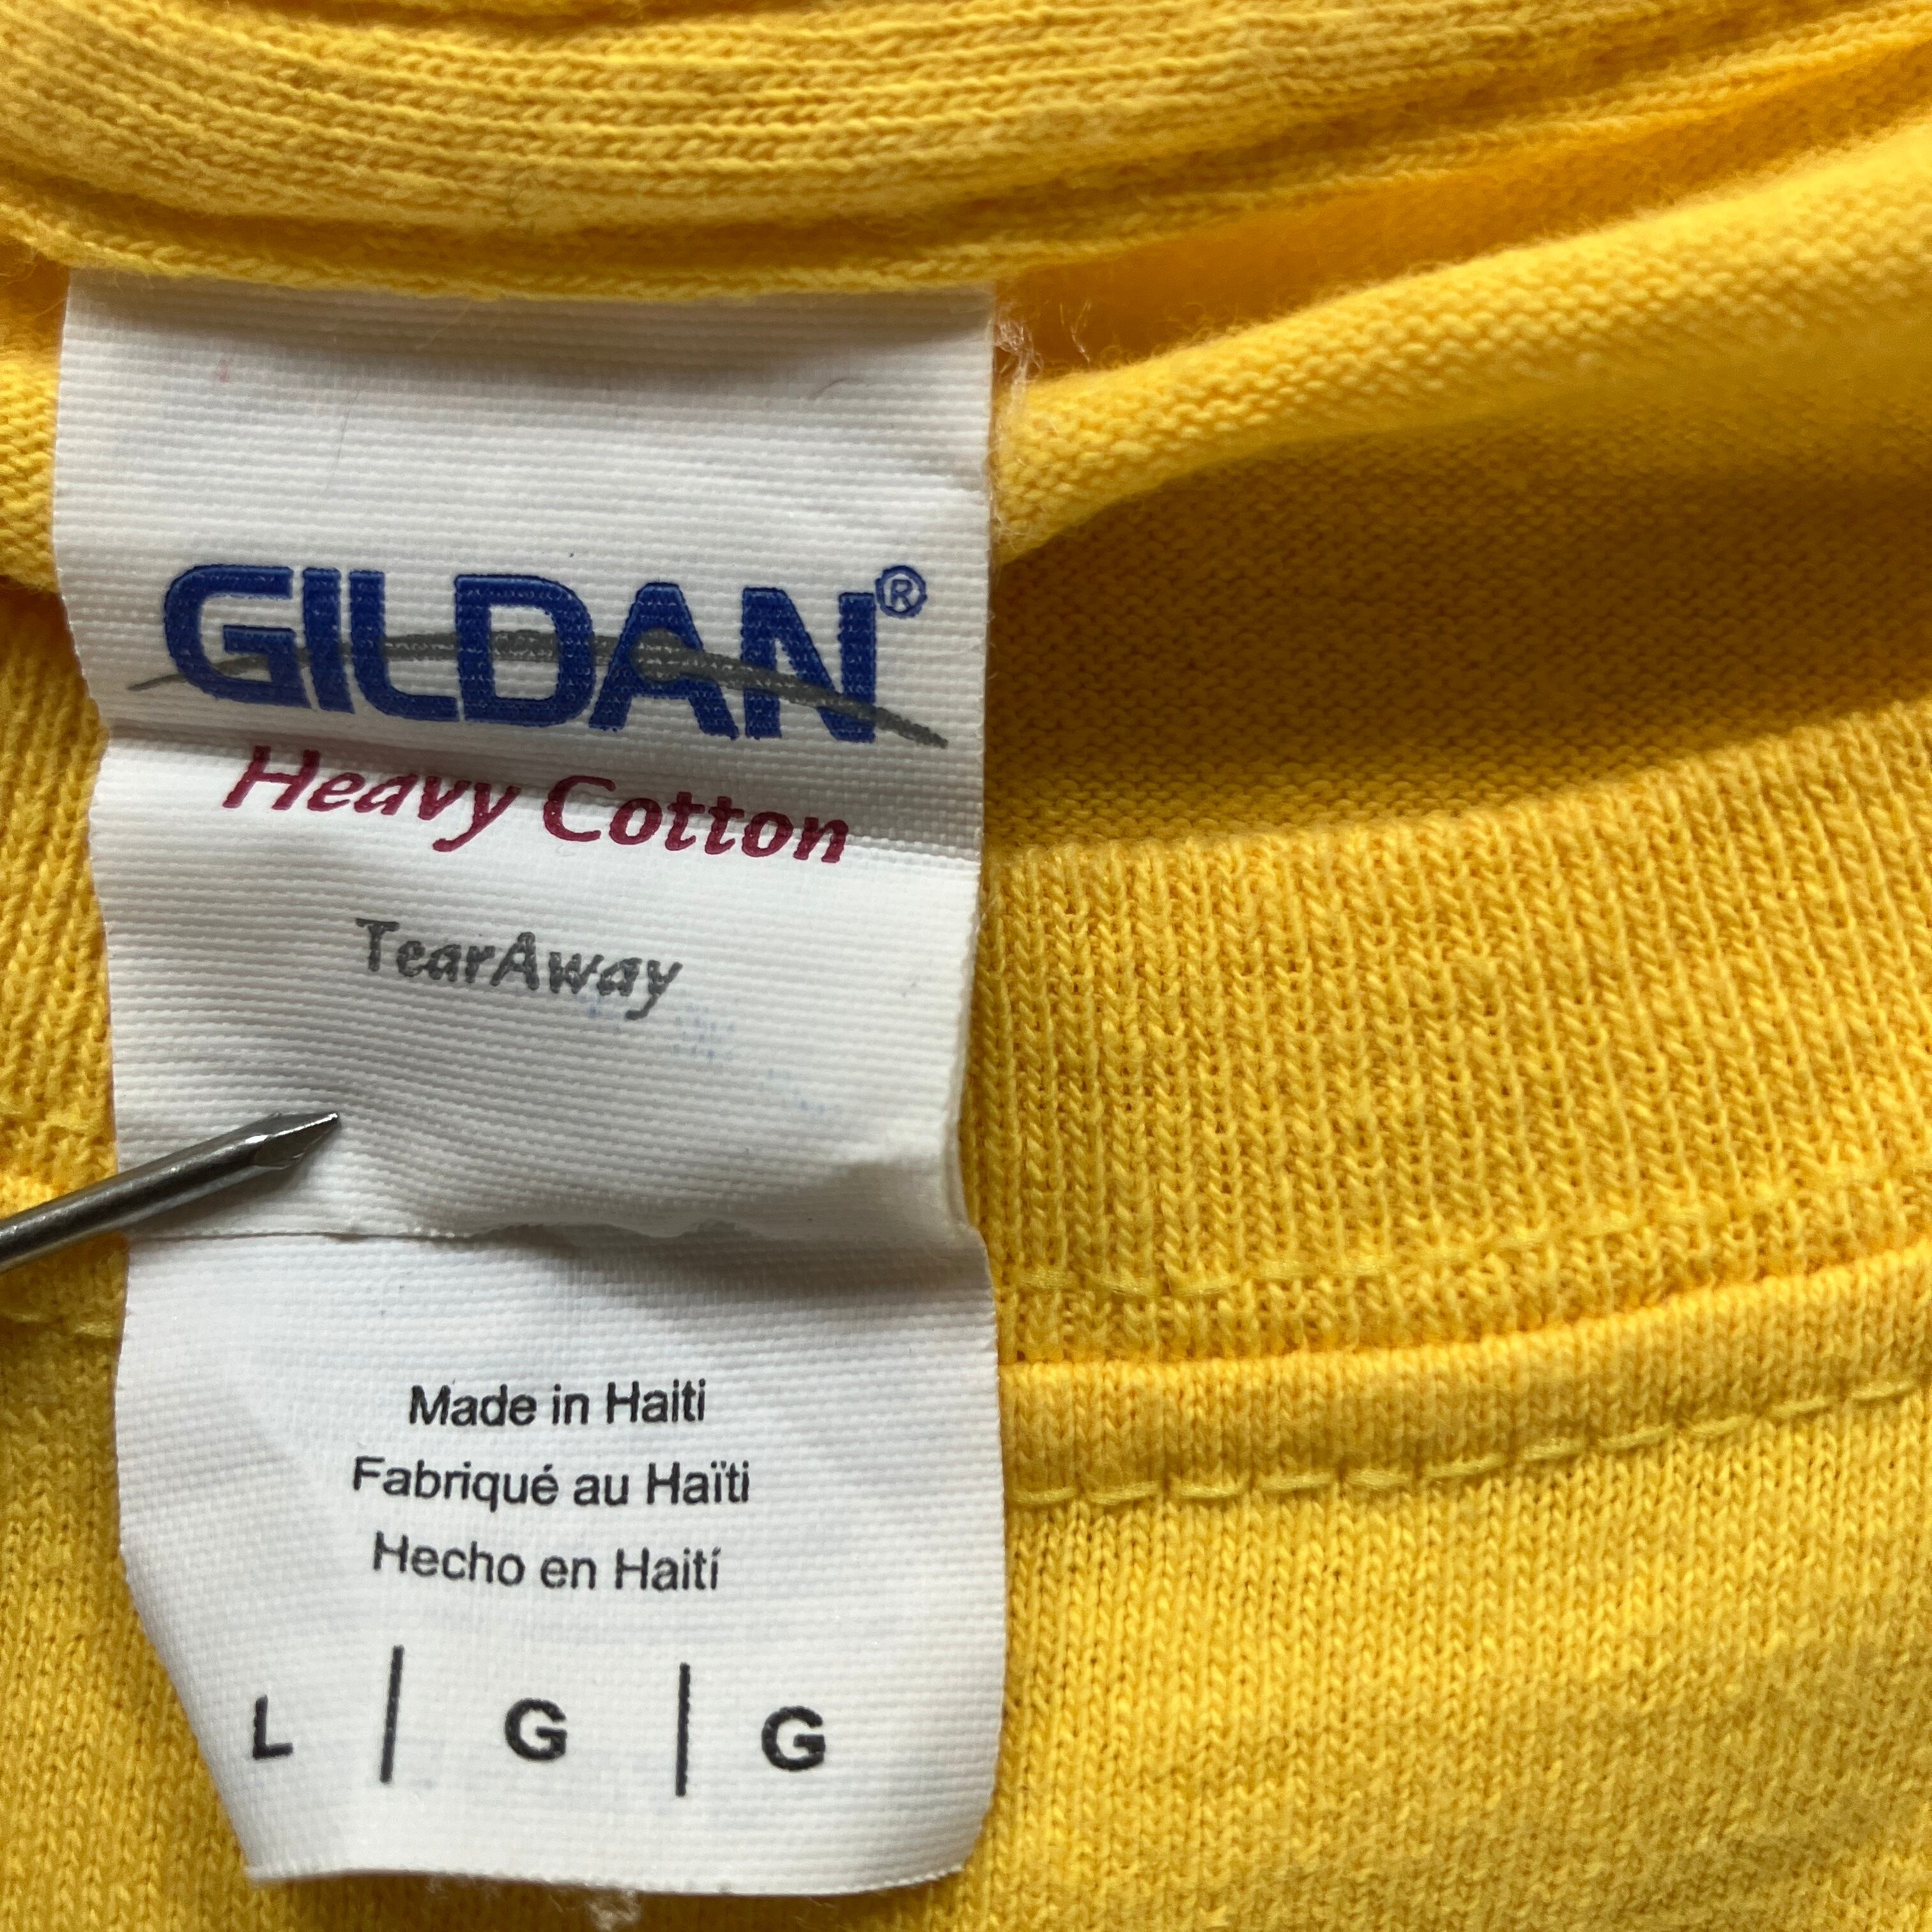 GILDAN®
Heavy Cotton
TearAway
Made in Haiti
Fabriqué au Haïti
Hecho en Haití
L | G | G